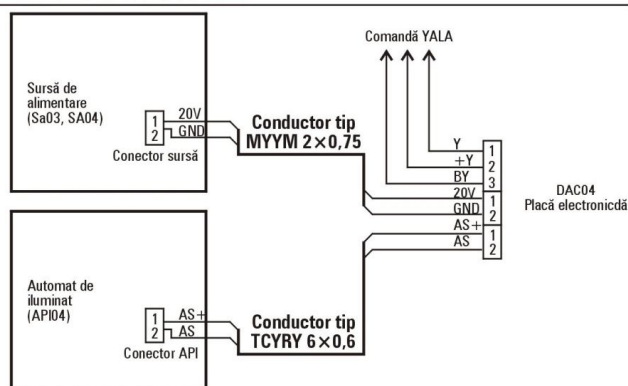 Comandă YALA
Sursă de
alimentare
(Sa03, SA04)
1 20V
2 GND
Conector sursă
Conductor tip
MYYM 2×0,75
Y 1
+Y 2
BY 3
20V 1
GND 2
AS+ 1
AS 2
DAC04
Placă electronicdă
Automat de
iluminat
(API04)
1 AS+
2 AS
Conector API
Conductor tip
TCYRY 6×0,6